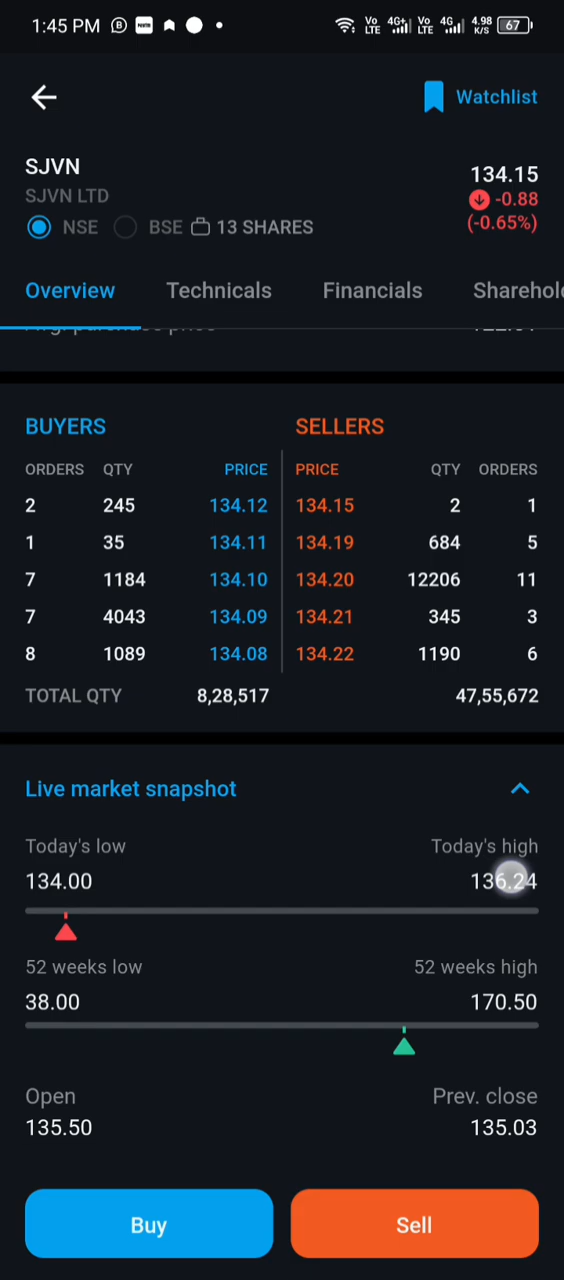 1:45 PM Vo LTE 4G+ Vo LTE 4G 4.98 K/S 67
Watchlist
SJVN 134.15
SJVN LTD -0.88
NSE BSE 13 SHARES (-0.65%)
Overview Technicals Financials Sharehol
BUYERS SELLERS
ORDERS QTY PRICE PRICE QTY ORDERS
2 245 134.12 134.15 2 1
1 35 134.11 134.19 684 5
7 1184 134.10 134.20 12206 11
7 4043 134.09 134.21 345 3
8 1089 134.08 134.22 1190 6
TOTAL QTY 8,28,517 47,55,672
Live market snapshot
Today's low Today's high
134.00 136.24
52 weeks low 52 weeks high
38.00 170.50
Open Prev. close
135.50 135.03
Buy Sell